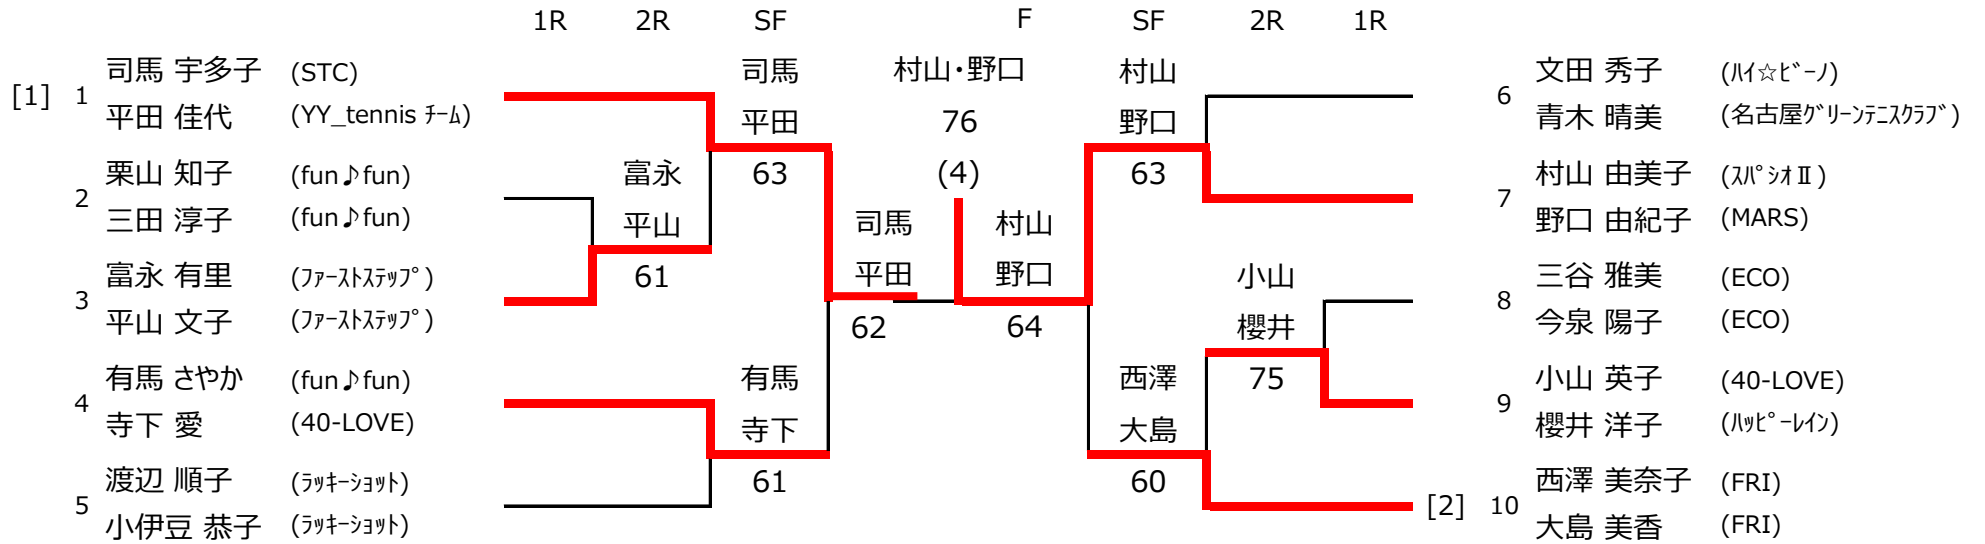 1R 2R SF F SF 2R 1R
司馬 宇多子 (STC) 司馬 村山・野口 村山 文田 秀子 (ﾊｲ☆ﾋﾞｰﾉ)
[1] 1 6
平田 佳代 (YY_tennis ﾁｰﾑ) 平田 76 野口 青木 晴美 (名古屋ｸﾞﾘｰﾝﾃﾆｽｸﾗﾌﾞ)
栗山 知子 (fun♪fun) 富永 63 (4) 63 村山 由美子 (ｽﾊﾟｼｵⅡ)
2 7
三田 淳子 (fun♪fun) 平山 司馬 村山 野口 由紀子 (MARS)
富永 有里 (ﾌｧｰｽﾄｽﾃｯﾌﾟ) 61 平田 野口 小山 三谷 雅美 (ECO)
3 8
平山 文子 (ﾌｧｰｽﾄｽﾃｯﾌﾟ) 62 64 櫻井 今泉 陽子 (ECO)
有馬 さやか (fun♪fun) 有馬 西澤 75 小山 英子 (40-LOVE)
4 9
寺下 愛 (40-LOVE) 寺下 大島 櫻井 洋子 (ﾊｯﾋﾟｰﾚｲﾝ)
渡辺 順子 (ﾗｯｷｰｼｮｯﾄ) 61 60 西澤 美奈子 (FRI)
5 [2] 10
小伊豆 恭子 (ﾗｯｷｰｼｮｯﾄ) 大島 美香 (FRI)